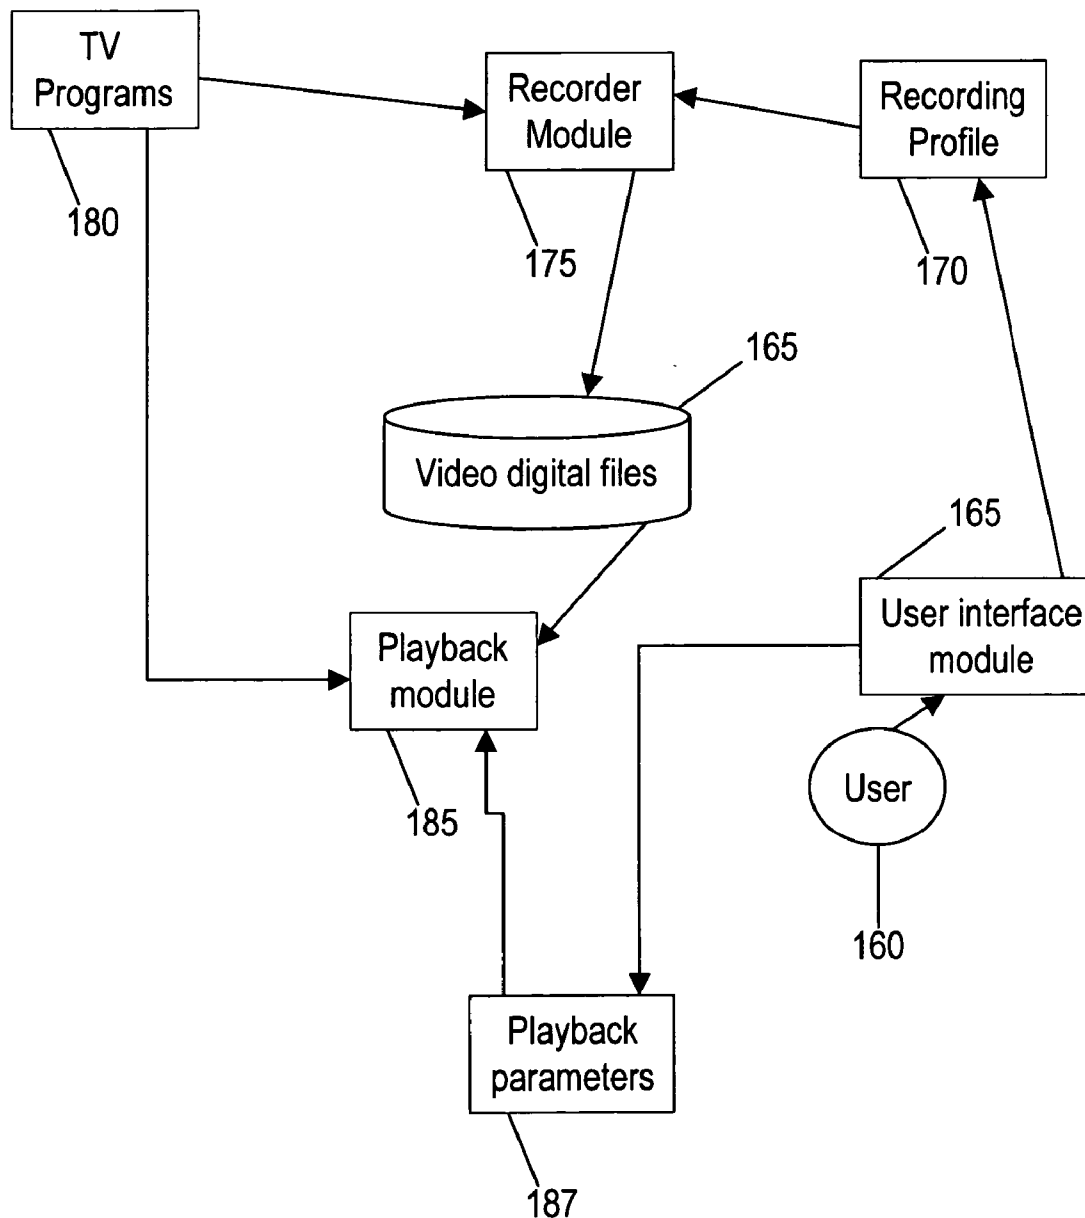 TV
Programs
180
Recorder
Module
175
Recording
Profile
170
165
Video digital files
165
User interface
module
Playback
module
185
User
160
Playback
parameters
187